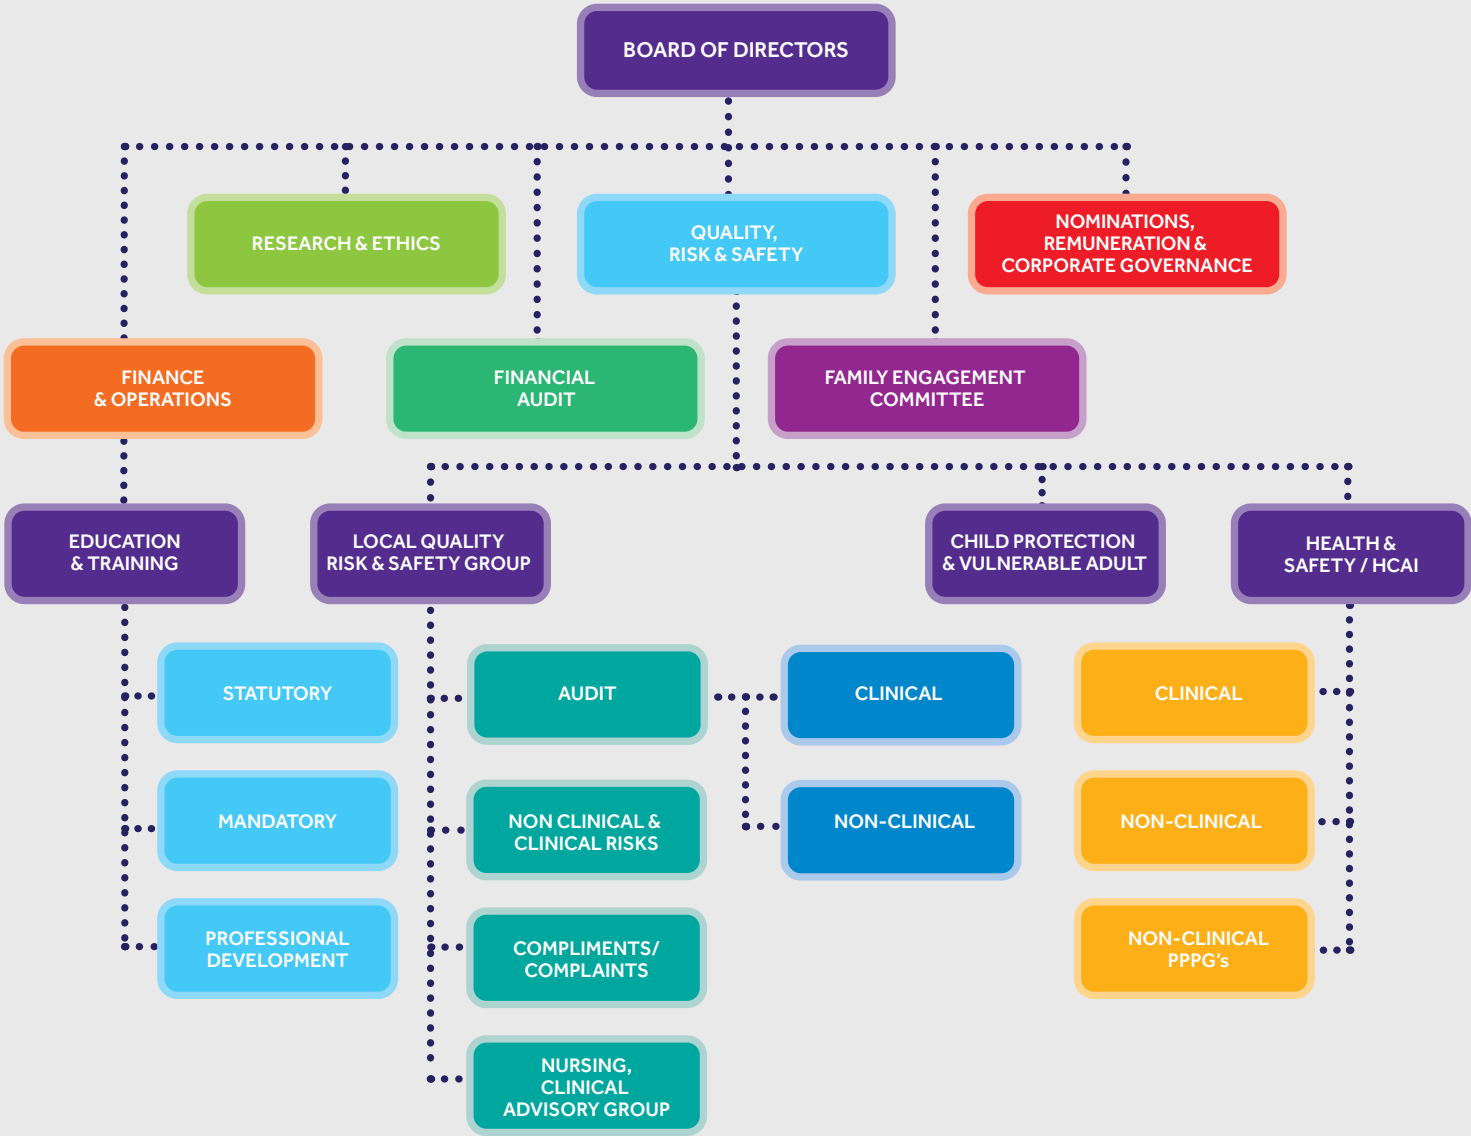 BOARD OF DIRECTORS
RESEARCH & ETHICS
QUALITY,
RISK & SAFETY
NOMINATIONS,
REMUNERATION &
CORPORATE GOVERNANCE
FINANCE
& OPERATIONS
FINANCIAL
AUDIT
FAMILY ENGAGEMENT
COMMITTEE
EDUCATION
& TRAINING
LOCAL QUALITY
RISK & SAFETY GROUP
CHILD PROTECTION
& VULNERABLE ADULT
HEALTH &
SAFETY / HCAI
STATUTORY
AUDIT
CLINICAL
CLINICAL
MANDATORY
NON CLINICAL &
CLINICAL RISKS
NON-CLINICAL
NON-CLINICAL
PROFESSIONAL
DEVELOPMENT
COMPLIMENTS/
COMPLAINTS
NON-CLINICAL
PPPG's
NURSING,
CLINICAL
ADVISORY GROUP